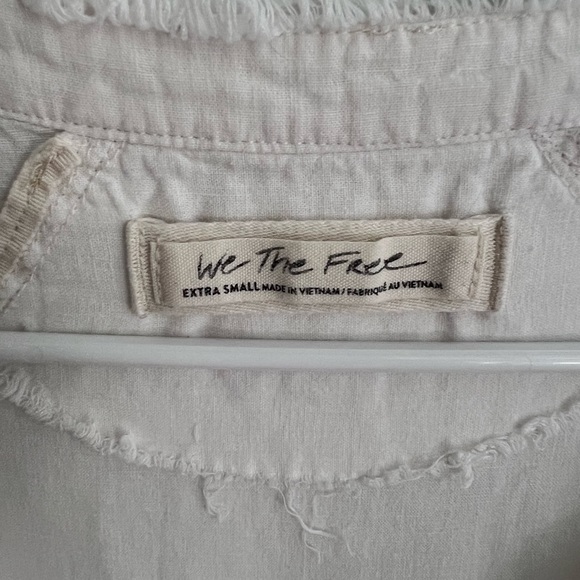 We The Free
EXTRA SMALL MADE IN VIETNAM / FABRIQUÉ AU VIETNAM